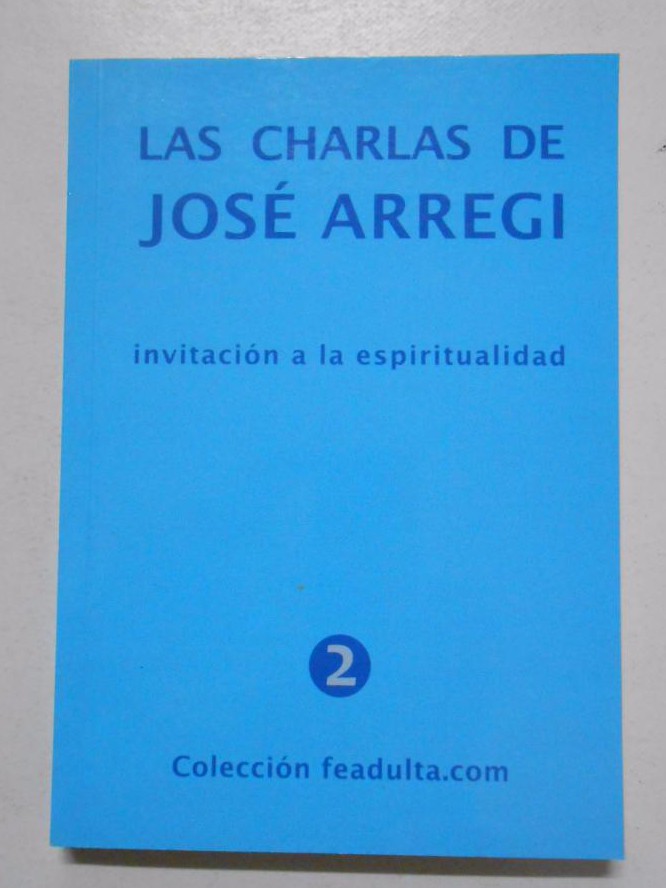 LAS CHARLAS DE
JOSÉ ARREGI
invitación a la espiritualidad
2
Colección feadulta.com